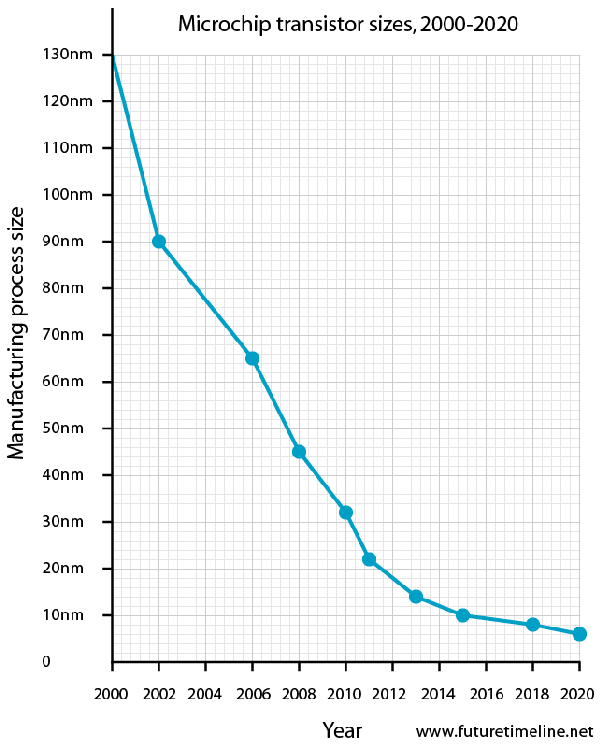 Microchip transistor sizes, 2000-2020
130nm
120nm
110nm
100nm
90nm
80nm
70nm
60nm
50nm
40nm
30nm
20nm
10nm
0
Manufacturing process size
2000 2002 2004 2006 2008 2010 2012 2014 2016 2018 2020
Year
www.futuretimeline.net